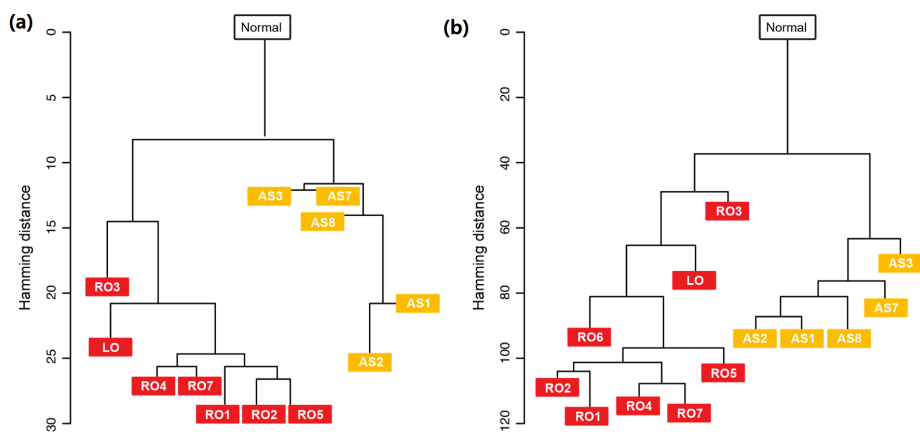 (a)
Normal
0
5
10
15
20
25
30
Hamming distance
AS3
AS7
AS8
RO3
AS1
LO
AS2
RO4
RO7
RO1
RO2
RO5
(b)
Normal
0
20
40
60
80
100
120
Hamming distance
RO3
AS3
LO
AS7
RO6
AS2
AS1
AS8
RO5
RO2
RO4
RO1
RO7